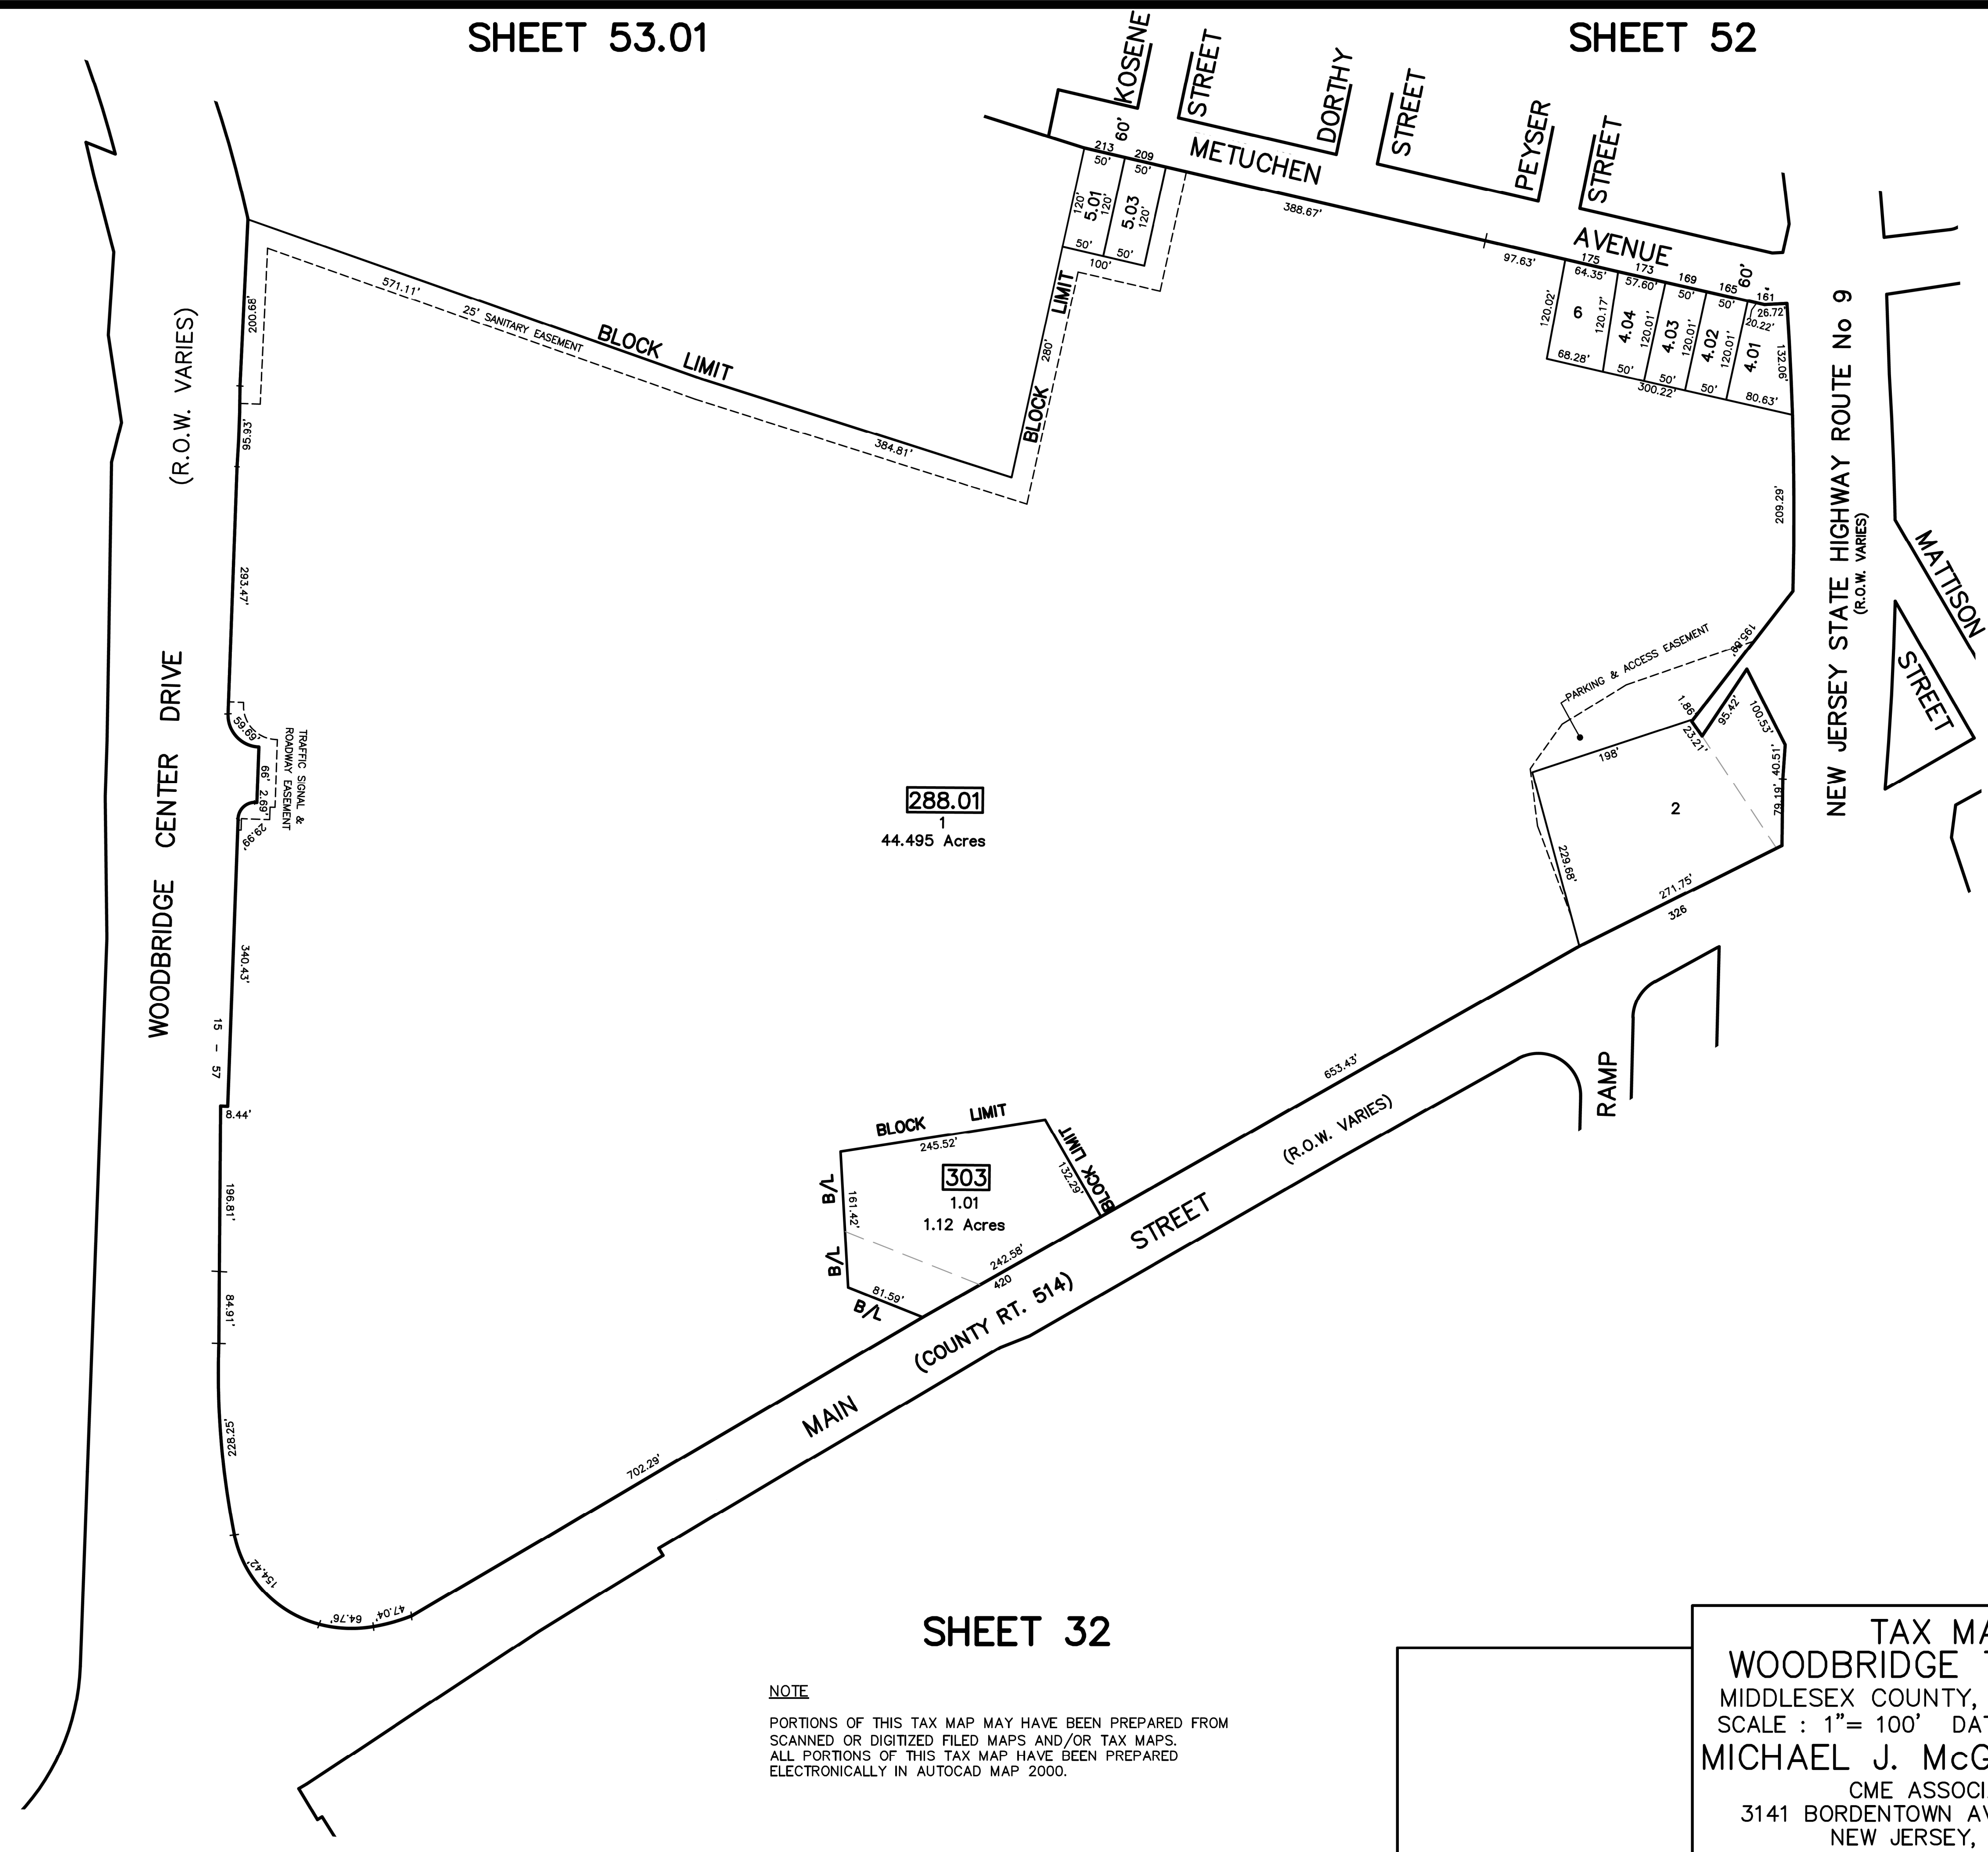 SHEET 53.01
SHEET 52
KOSENE
STREET
DORTHY
STREET
PEYSER
STREET
METUCHEN
AVENUE
60'
60'
213
209
50'
50'
120'
5.01
120'
5.03
120'
50'
50'
100'
388.67'
97.63'
175
173
169
165
161
64.35'
57.60'
50'
50'
26.72'
20.22'
120.02'
6
120.17'
4.04
120.01'
4.03
120.01'
4.02
120.01'
4.01
132.06'
68.28'
50'
50'
50'
80.63'
300.22'
BLOCK LIMIT
280'
571.11'
25' SANITARY EASEMENT
BLOCK LIMIT
384.81'
(R.O.W. VARIES)
WOODBRIDGE CENTER DRIVE
200.68'
95.93'
293.47'
59.69'
66'
2.69'
29.99'
TRAFFIC SIGNAL &
ROADWAY EASEMENT
340.43'
15 - 57
8.44'
196.81'
84.91'
228.25'
154.42'
64.76'
47.04'
NEW JERSEY STATE HIGHWAY ROUTE No 9
(R.O.W. VARIES)
MATTISON
STREET
209.29'
195.69'
PARKING & ACCESS EASEMENT
1.86'
23.21'
95.42'
100.53'
40.51'
79.19'
198'
2
229.68'
271.75'
326
288.01
1
44.495 Acres
RAMP
653.43'
(R.O.W. VARIES)
BLOCK LIMIT
245.52'
BLOCK LIMIT
132.29'
303
1.01
1.12 Acres
B/L
161.42'
B/L
81.59'
B/L
242.58'
420
MAIN STREET
(COUNTY RT. 514)
702.29'
SHEET 32
NOTE
PORTIONS OF THIS TAX MAP MAY HAVE BEEN PREPARED FROM
SCANNED OR DIGITIZED FILED MAPS AND/OR TAX MAPS.
ALL PORTIONS OF THIS TAX MAP HAVE BEEN PREPARED
ELECTRONICALLY IN AUTOCAD MAP 2000.
TAX MA
WOODBRIDGE
MIDDLESEX COUNTY,
SCALE : 1"= 100' DAT
MICHAEL J. McG
CME ASSOCI
3141 BORDENTOWN AV
NEW JERSEY,